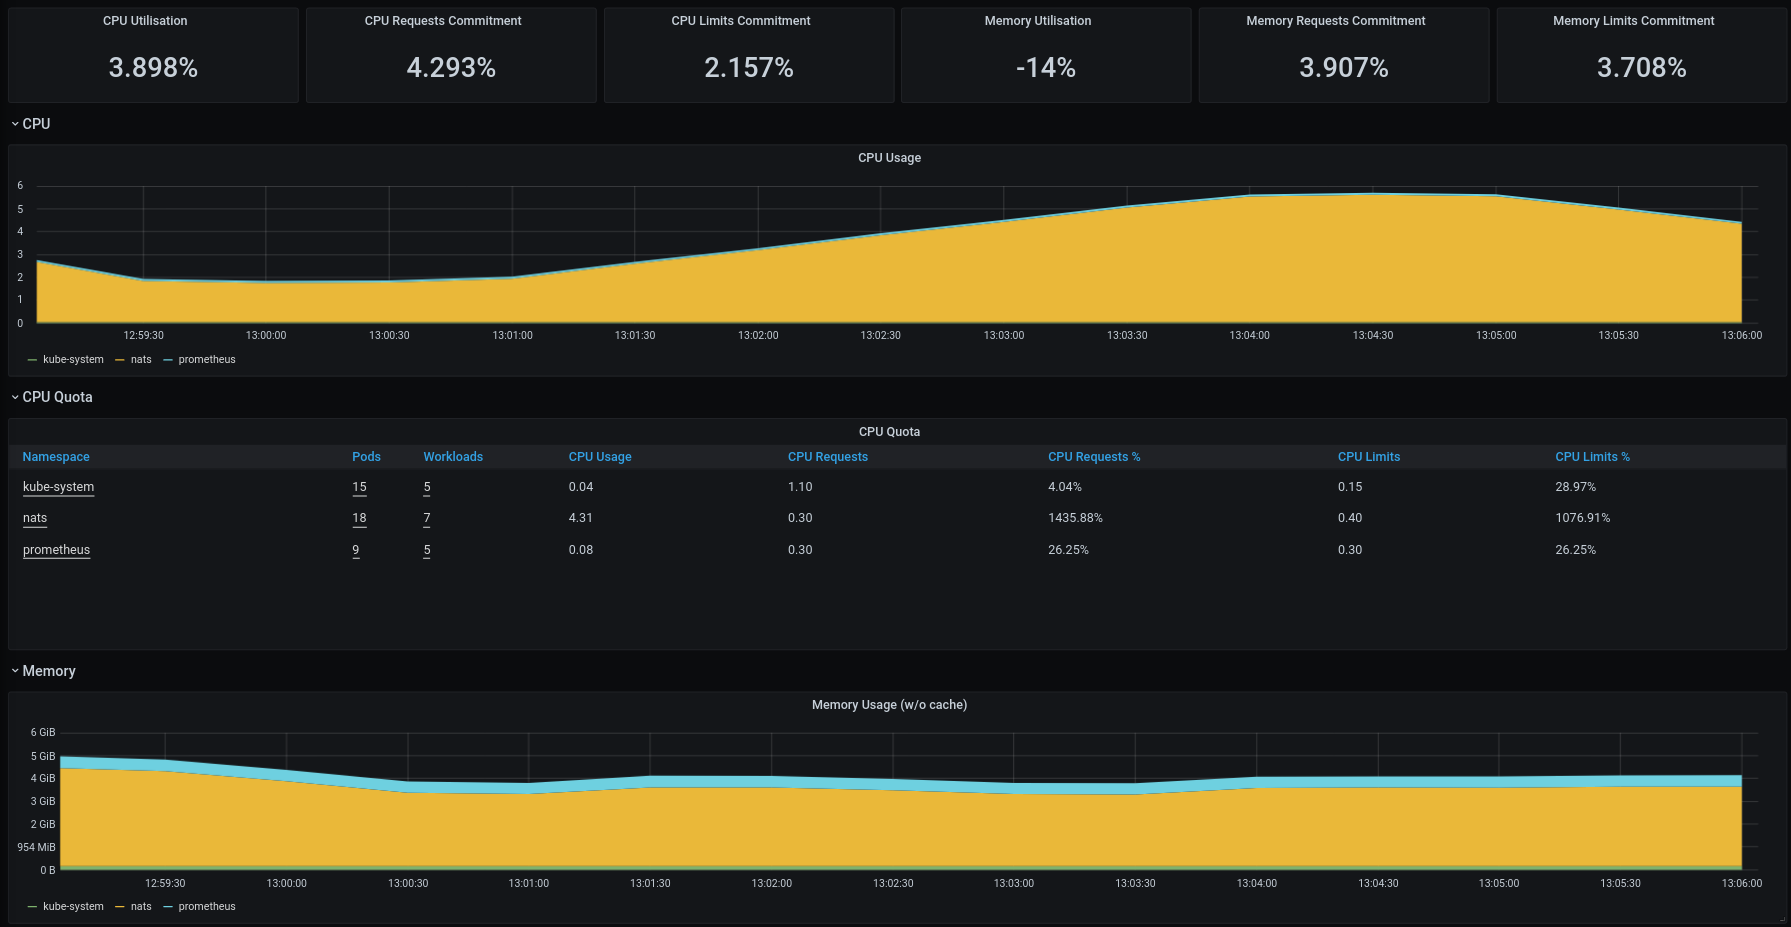 CPU Utilisation CPU Requests Commitment CPU Limits Commitment Memory Utilisation Memory Requests Commitment Memory Limits Commitment
3.898% 4.293% 2.157% -14% 3.907% 3.708%
CPU
CPU Usage
6
5
4
3
2
1
0
12:59:30 13:00:00 13:00:30 13:01:00 13:01:30 13:02:00 13:02:30 13:03:00 13:03:30 13:04:00 13:04:30 13:05:00 13:05:30 13:06:00
kube-system nats prometheus
CPU Quota
CPU Quota
Namespace Pods Workloads CPU Usage CPU Requests CPU Requests % CPU Limits CPU Limits %
kube-system 15 5 0.04 1.10 4.04% 0.15 28.97%
nats 18 7 4.31 0.30 1435.88% 0.40 1076.91%
prometheus 9 5 0.08 0.30 26.25% 0.30 26.25%
Memory
Memory Usage (w/o cache)
6 GiB
5 GiB
4 GiB
3 GiB
2 GiB
954 MiB
0 B
12:59:30 13:00:00 13:00:30 13:01:00 13:01:30 13:02:00 13:02:30 13:03:00 13:03:30 13:04:00 13:04:30 13:05:00 13:05:30 13:06:00
kube-system nats prometheus